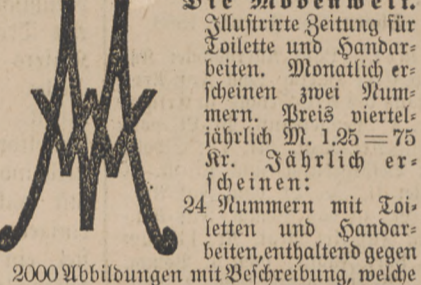 Die Modenwelt.
Illustrirte Zeitung für
Toilette und Handar=
beiten. Monatlich er=
scheinen zwei Num=
mern. Preis viertel=
jährlich M. 1.25 = 75
Kr. Jährlich er=
scheinen:
24 Nummern mit Toi=
letten und Handar=
beiten, enthaltend gegen
2000 Abbildungen mit Beschreibung, welche